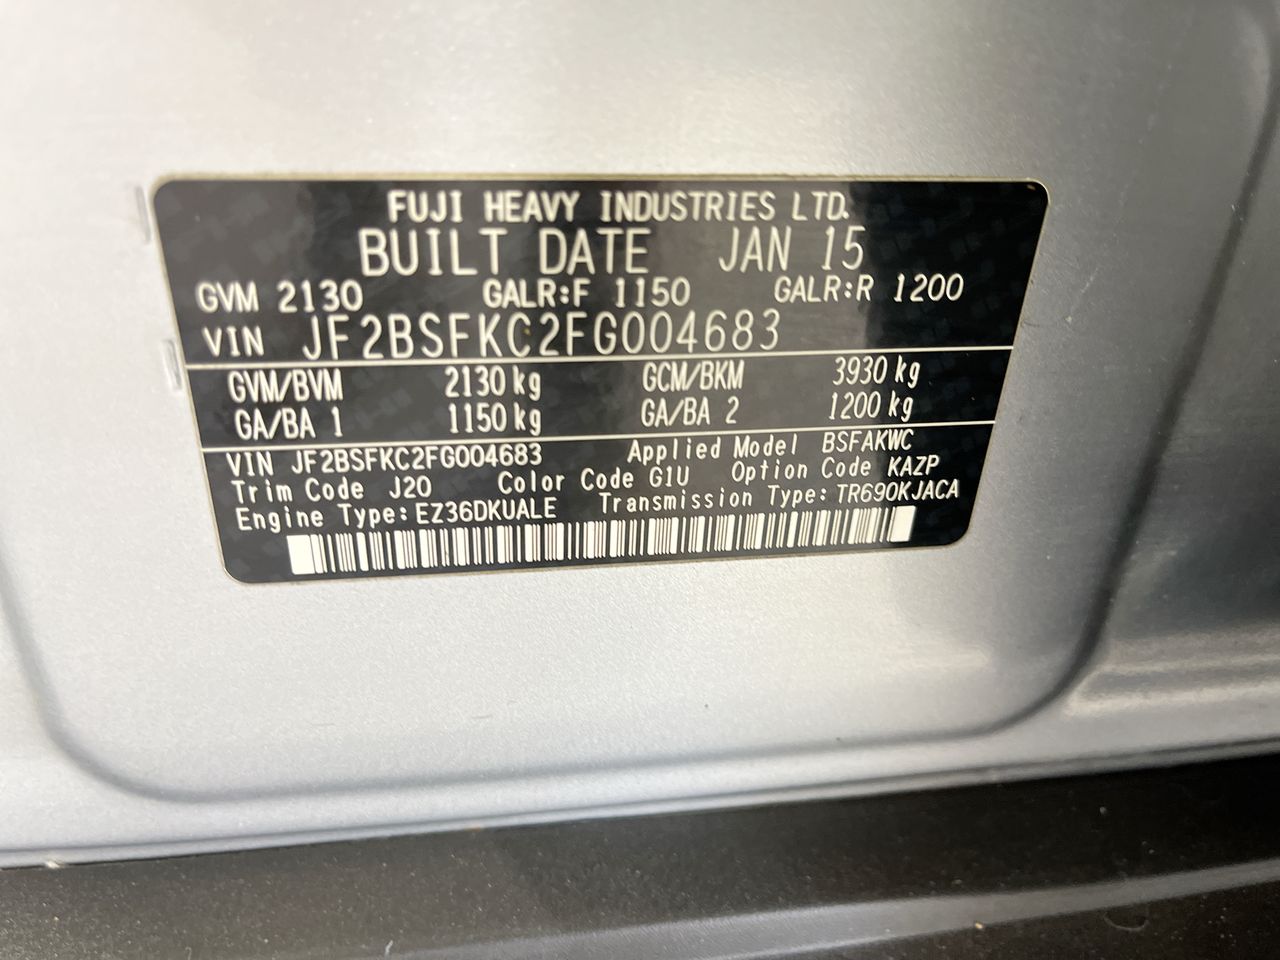 FUJI HEAVY INDUSTRIES LTD.
BUILT DATE JAN 15
GVM 2130 GALR:F 1150 GALR:R 1200
VIN JF2BSFKC2FG004683
GVM/BVM 2130 kg GCM/BKM 3930 kg
GA/BA 1 1150 kg GA/BA 2 1200 kg
VIN JF2BSFKC2FG004683 Applied Model BSFAKWC
Trim Code J20 Color Code G1U Option Code KAZP
Engine Type: EZ36DKUALE Transmission Type: TR690KJACA